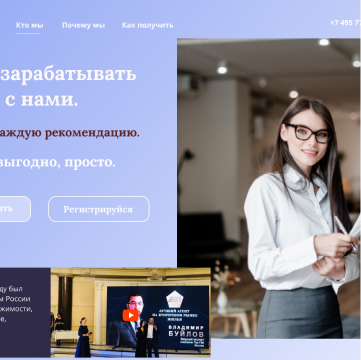 Кто мы Почему мы Как получить +7 495 7
зарабатывать
с нами.
аждую рекомендацию.
выгодно, просто.
ить Регистрируйся
ду был
м России
жимости,
е,
ЛУЧШИЙ АГЕНТ
НА ВТОРИЧНОМ РЫНКЕ
ЖИЛЬЯ
ВЛАДИМИР
БУЙЛОВ